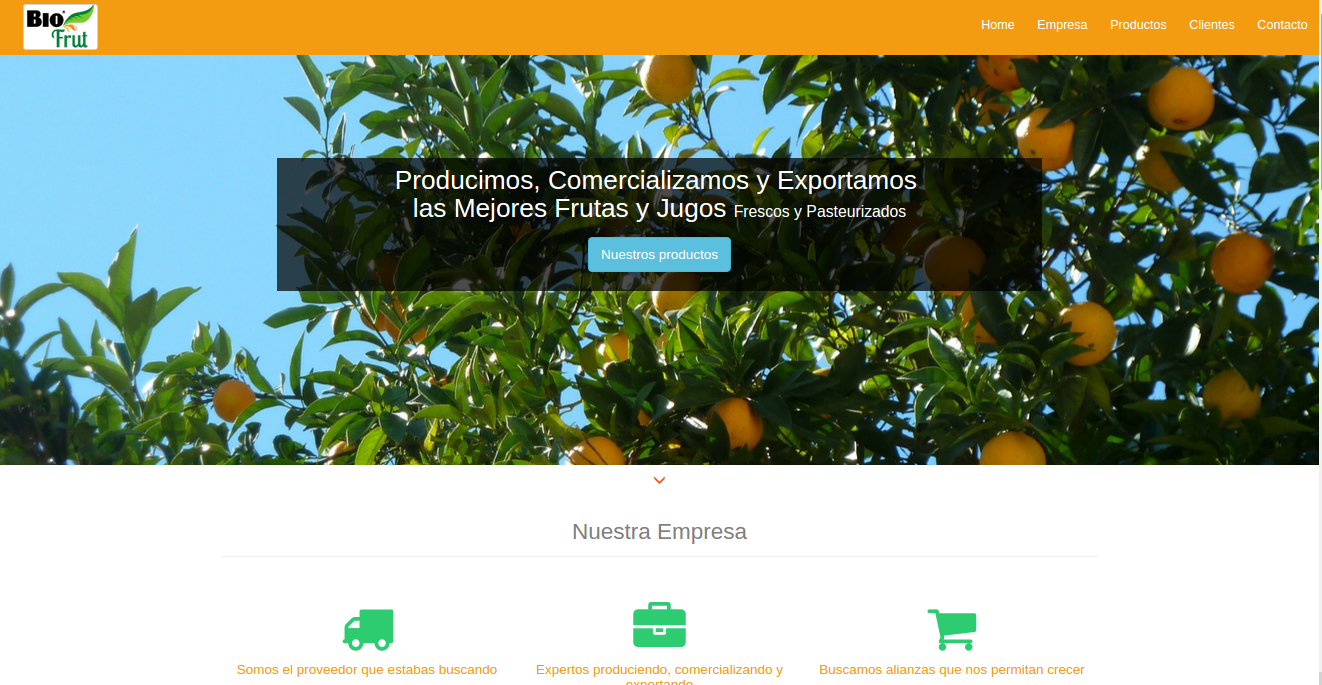 Bio
Frut
Home Empresa Productos Clientes Contacto
Producimos, Comercializamos y Exportamos
las Mejores Frutas y Jugos Frescos y Pasteurizados
Nuestros productos
Nuestra Empresa
Somos el proveedor que estabas buscando
Expertos produciendo, comercializando y
exportando
Buscamos alianzas que nos permitan crecer